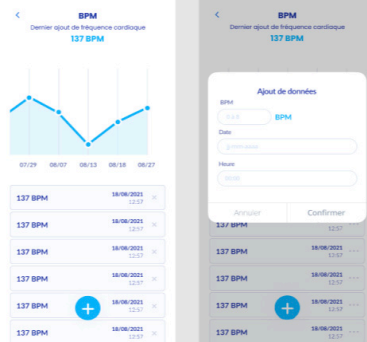 BPM
Dernier ajout de fréquence cardiaque
137 BPM
07/29 08/07 08/13 08/18 08/27
137 BPM 18/08/2021
12:57
137 BPM 18/08/2021
12:57
137 BPM 18/08/2021
12:57
137 BPM 18/08/2021
12:57
137 BPM 18/08/2021
12:57
137 BPM 18/08/2021
12:57
BPM
Dernier ajout de fréquence cardiaque
137 BPM
Ajout de données
BPM
BPM
Date
Heure
Annuler Confirmer
137 BPM 12:57
137 BPM 18/08/2021
12:57
137 BPM 18/08/2021
12:57
137 BPM 18/08/2021
12:57
137 BPM 18/08/2021
12:57